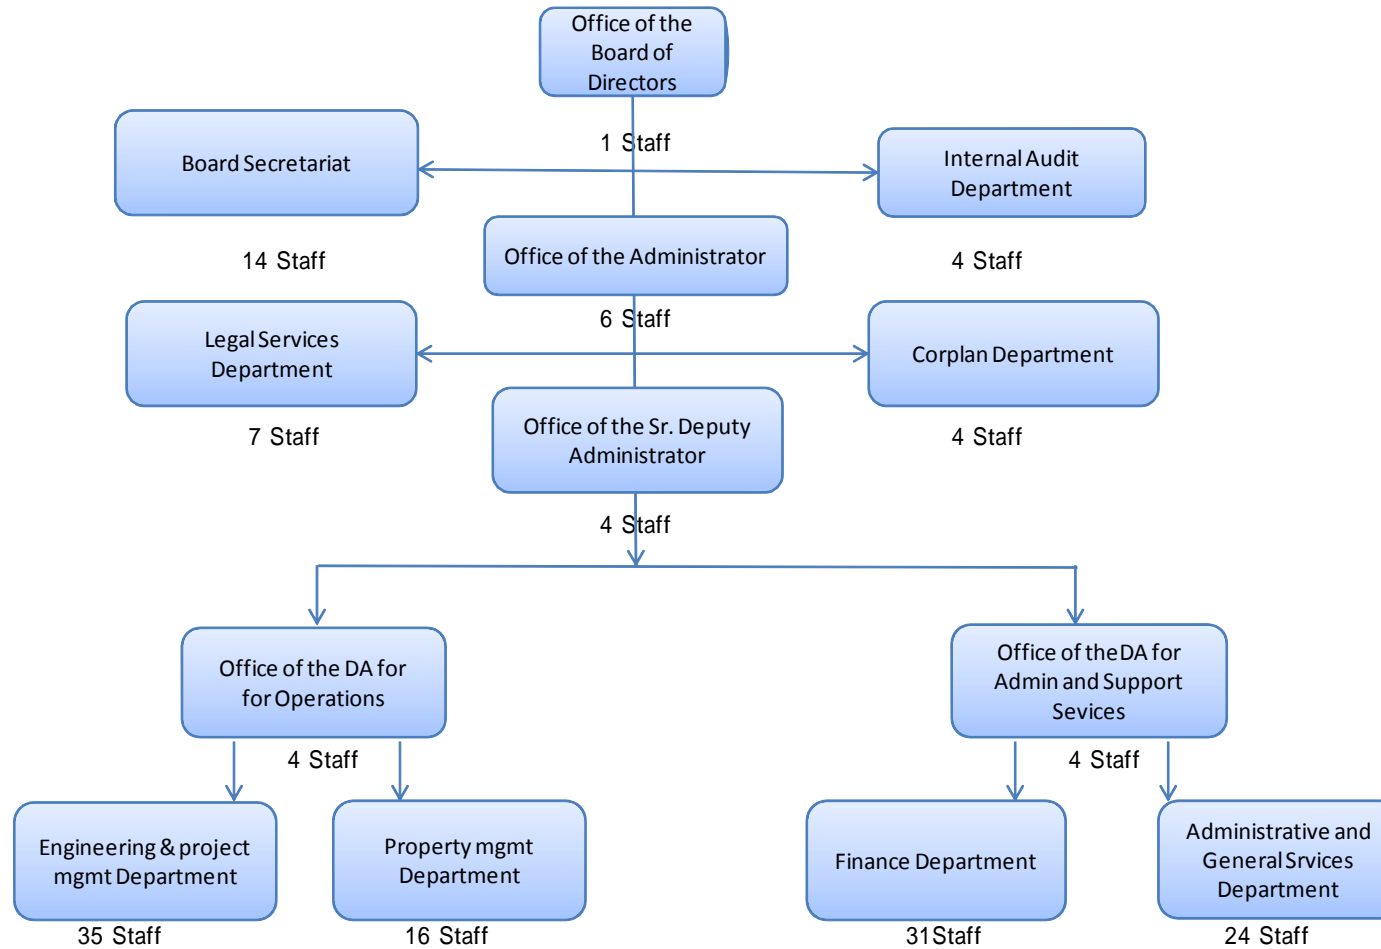 Office of the
Board of
Directors
1 Staff
Board Secretariat
Internal Audit
Department
14 Staff
Office of the Administrator
4 Staff
6 Staff
Legal Services
Department
Corplan Department
7 Staff
Office of the Sr. Deputy
Administrator
4 Staff
4 Staff
Office of the DA for
for Operations
Office of the DA for
Admin and Support
Sevices
4 Staff
4 Staff
Engineering & project
mgmt Department
Property mgmt
Department
Finance Department
Administrative and
General Srvices
Department
35 Staff
16 Staff
31Staff
24 Staff